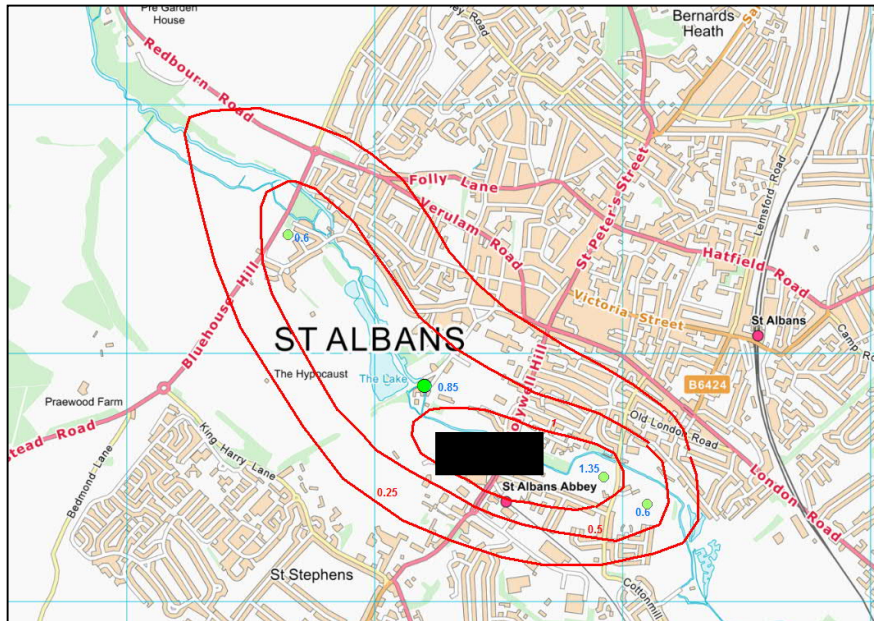 Pre Garden
House
Bernards
Heath
Redbourn Road
Folly Lane
Verulam Road
St Peter's Street
Lemsford Road
Hatfield Road
0.6
Bluehouse Hill
Victoria Street
St Albans
ST ALBANS
Camp
The Hypocaust
The Lake
0.85
Holywell Hill
B6424
Praewood Farm
1
Old London Road
stead Road
King Harry Lane
Bedmond Lane
London Road
1.35
St Albans Abbey
0.25
0.6
0.5
St Stephens
Cottonmill